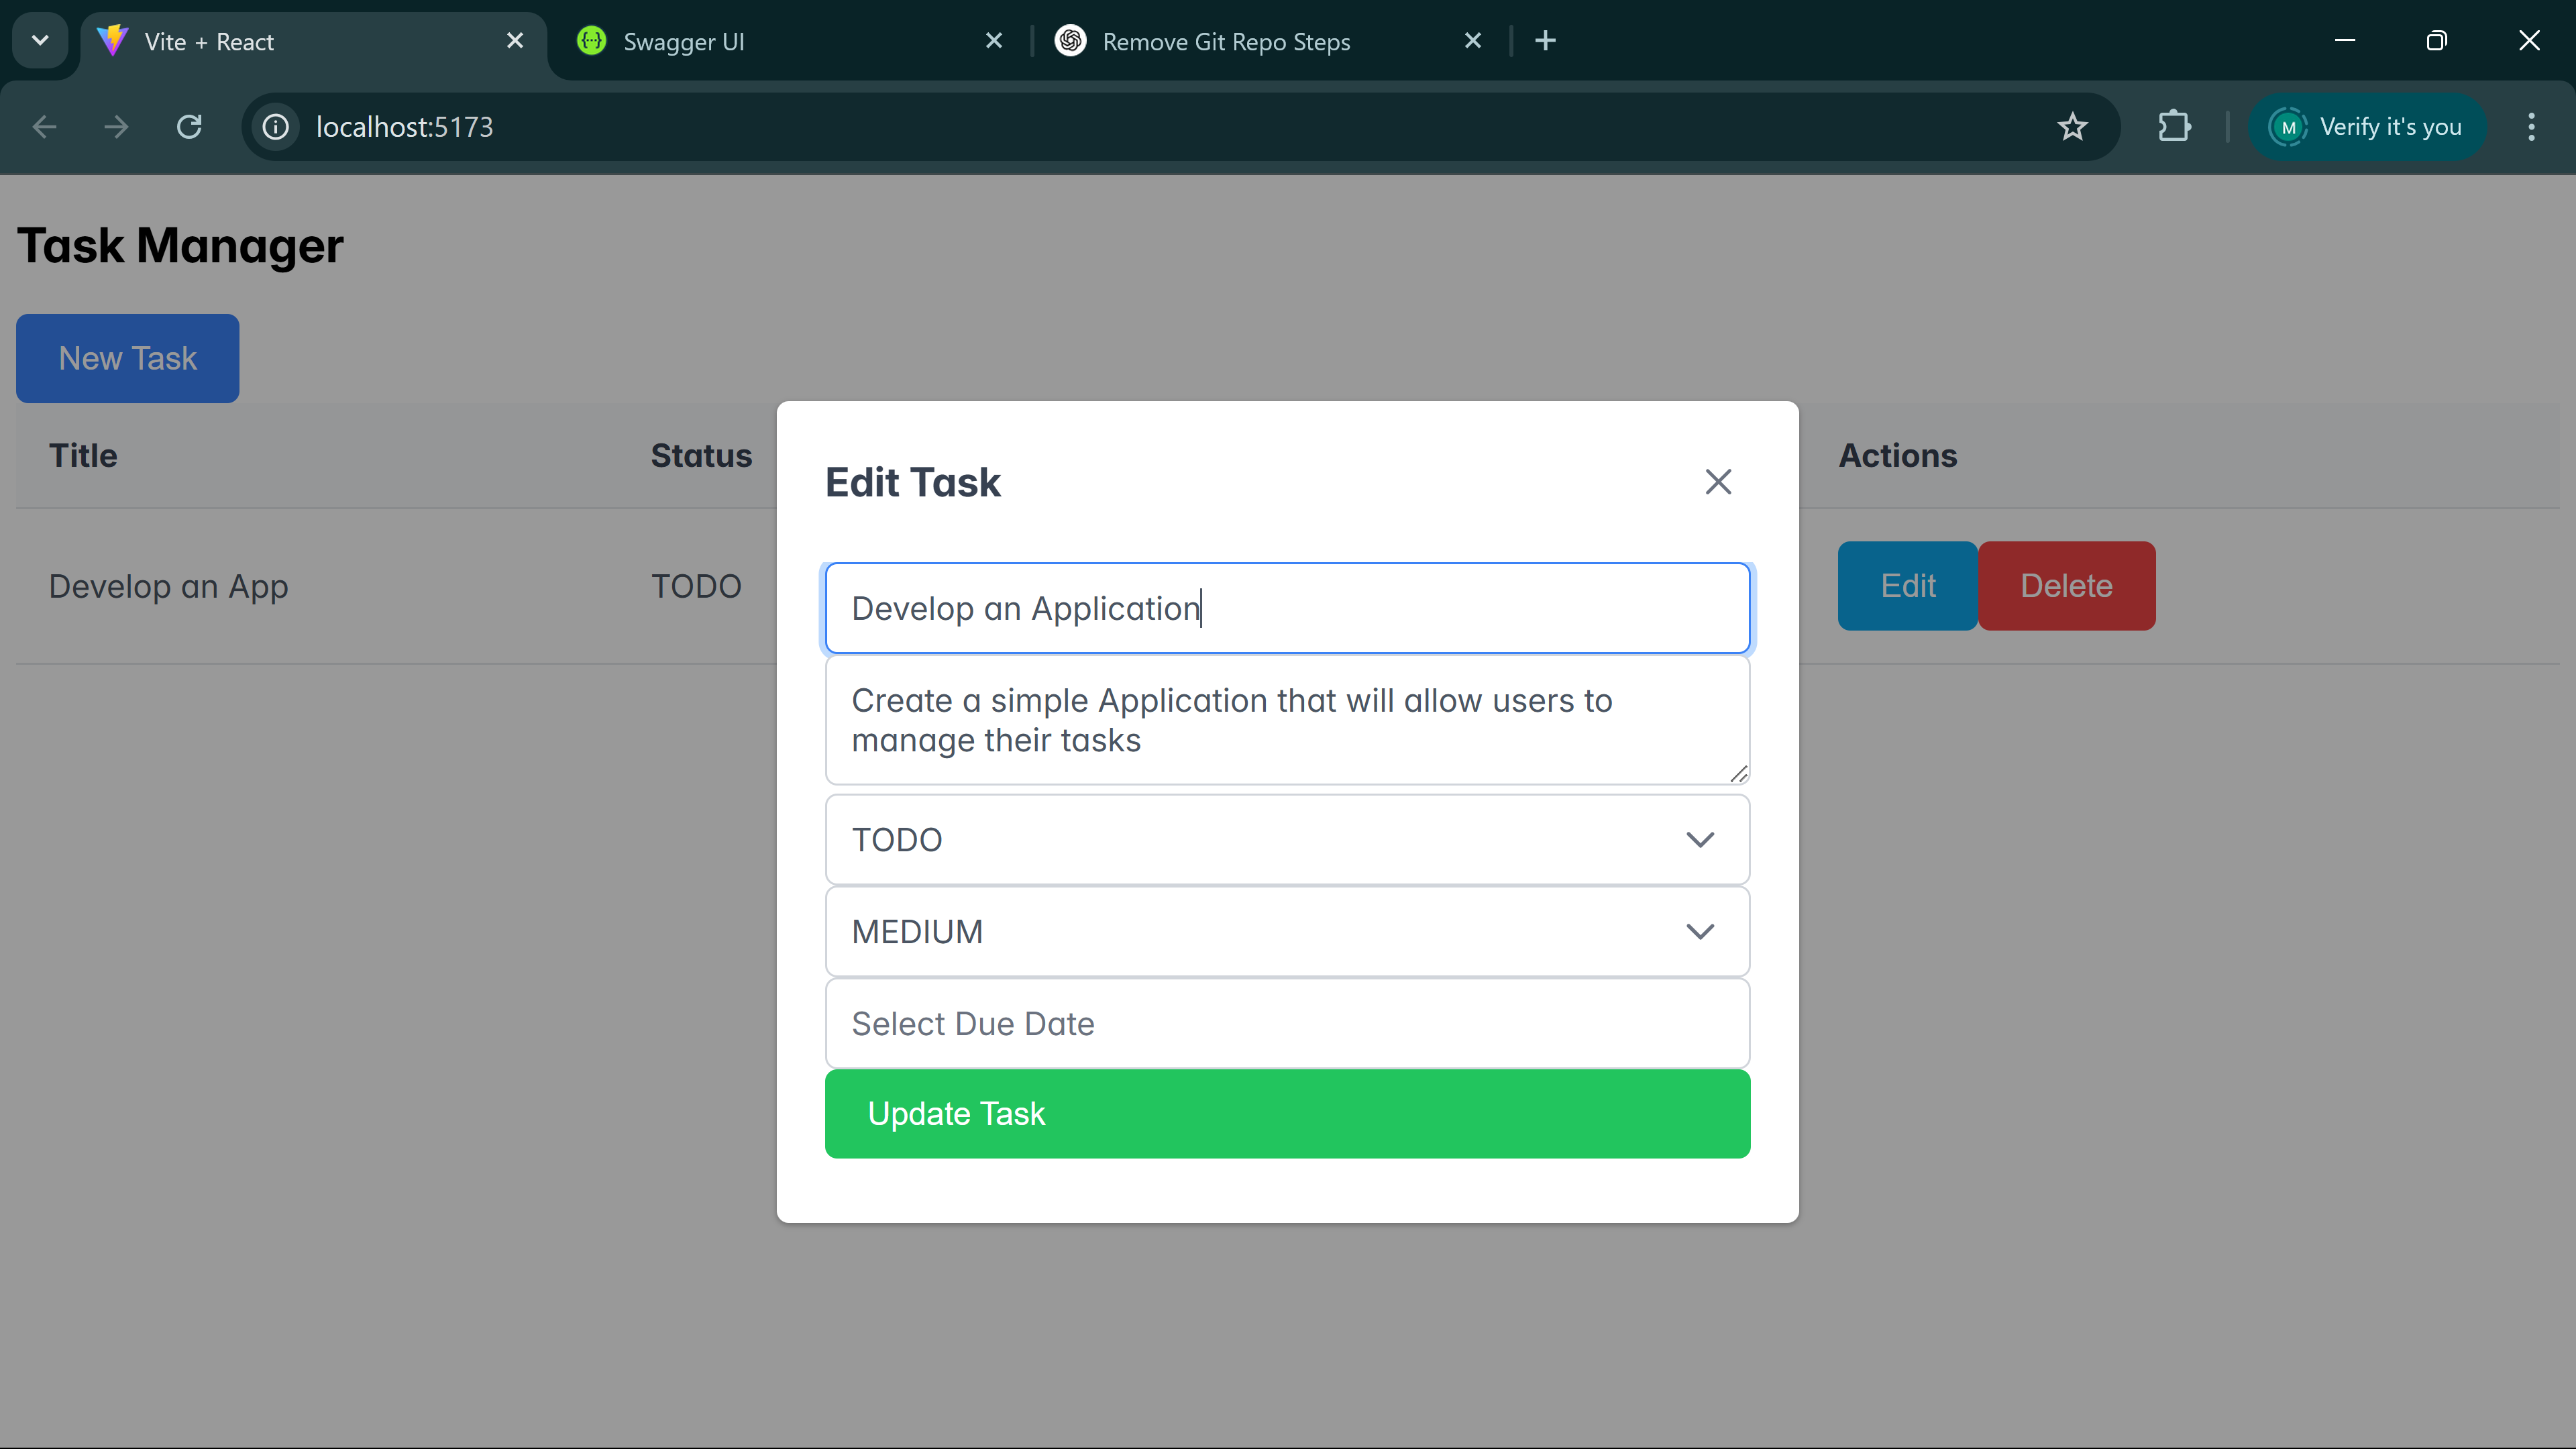 Vite + React
Swagger UI
Remove Git Repo Steps
localhost:5173
M
Verify it's you
Task Manager
New Task
Title
Status
Actions
Develop an App
TODO
Edit
Delete
Edit Task
Develop an Application
Create a simple Application that will allow users to
manage their tasks
TODO
MEDIUM
Select Due Date
Update Task